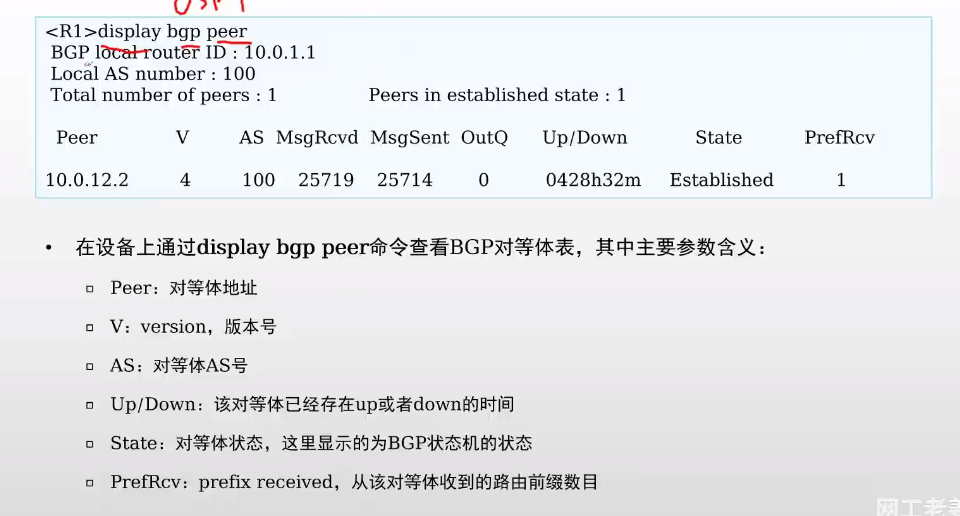 OSPF
<R1>display bgp peer
BGP local router ID : 10.0.1.1
Local AS number : 100
Total number of peers : 1 Peers in established state : 1
Peer V AS MsgRcvd MsgSent OutQ Up/Down State PrefRcv
10.0.12.2 4 100 25719 25714 0 0428h32m Established 1
• 在设备上通过display bgp peer命令查看BGP对等体表，其中主要参数含义：
▫ Peer：对等体地址
▫ V：version，版本号
▫ AS：对等体AS号
▫ Up/Down：该对等体已经存在up或者down的时间
▫ State：对等体状态，这里显示的为BGP状态机的状态
▫ PrefRcv：prefix received，从该对等体收到的路由前缀数目
网工老姜